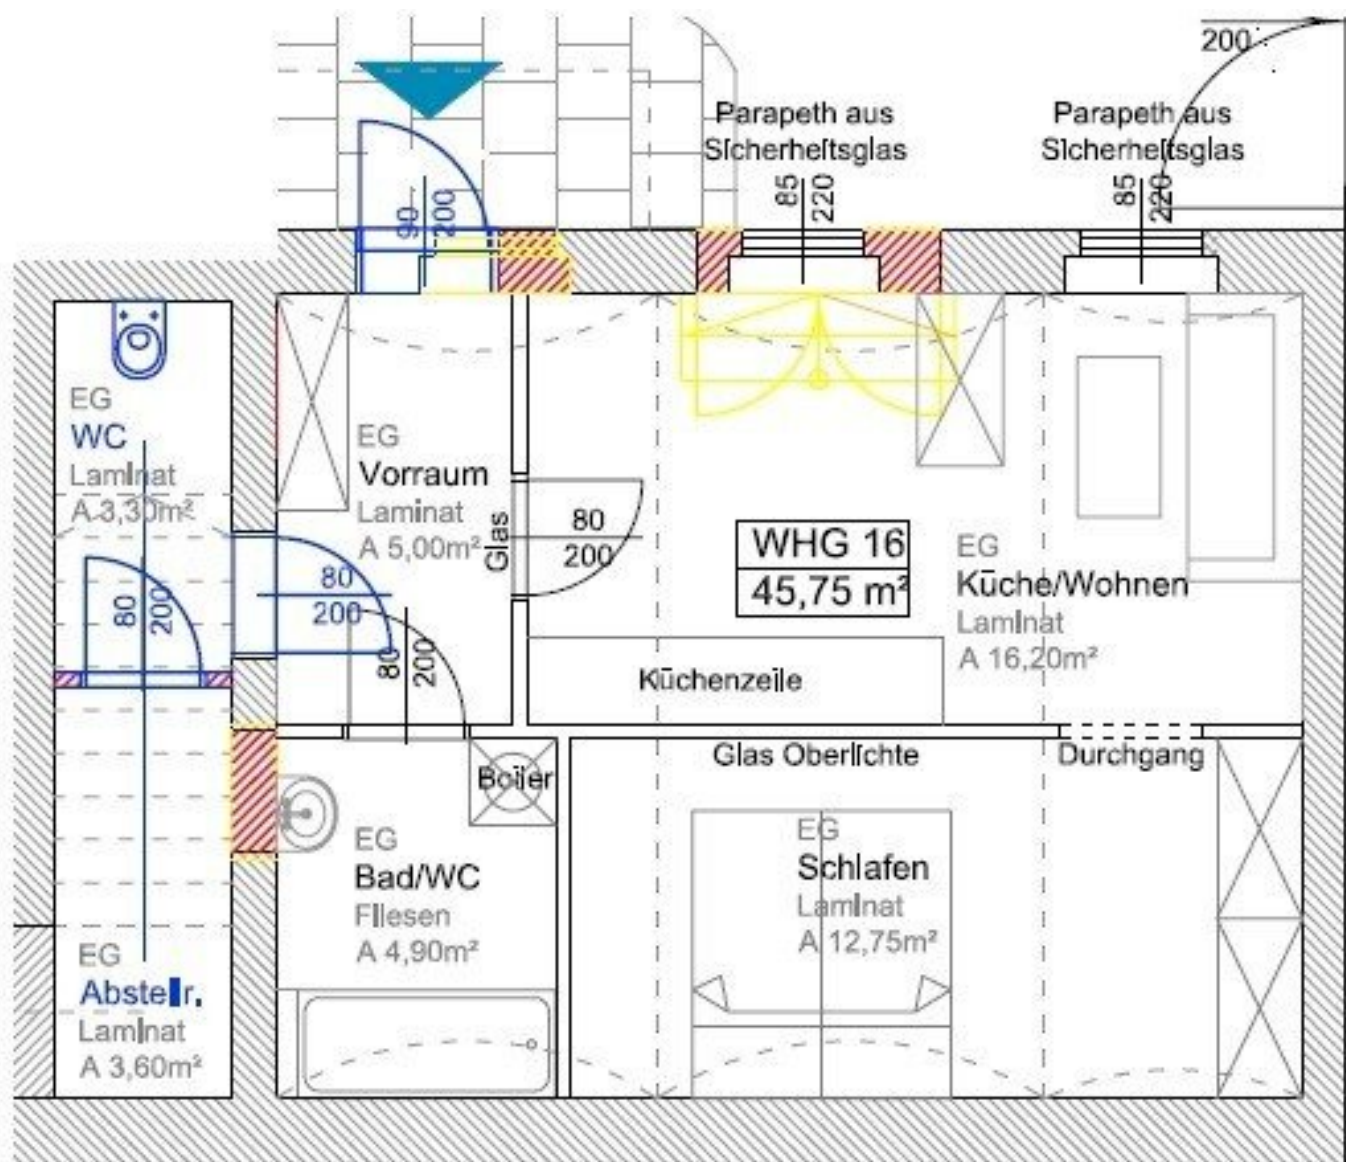 200
Parapeth aus
Sicherheitsglas
Parapeth aus
Sicherheitsglas
90
200
85
220
85
220
EG
WC
Laminat
A 3,30m²
EG
Vorraum
Laminat
A 5,00m²
Glas
80
200
WHG 16
45,75 m²
EG
Küche/Wohnen
Laminat
A 16,20m²
80
200
80
200
80
200
Küchenzeile
Glas Oberlichte
Durchgang
Boiler
EG
Bad/WC
Fliesen
A 4,90m²
EG
Schlafen
Laminat
A 12,75m²
EG
Abstellr.
Laminat
A 3,60m²